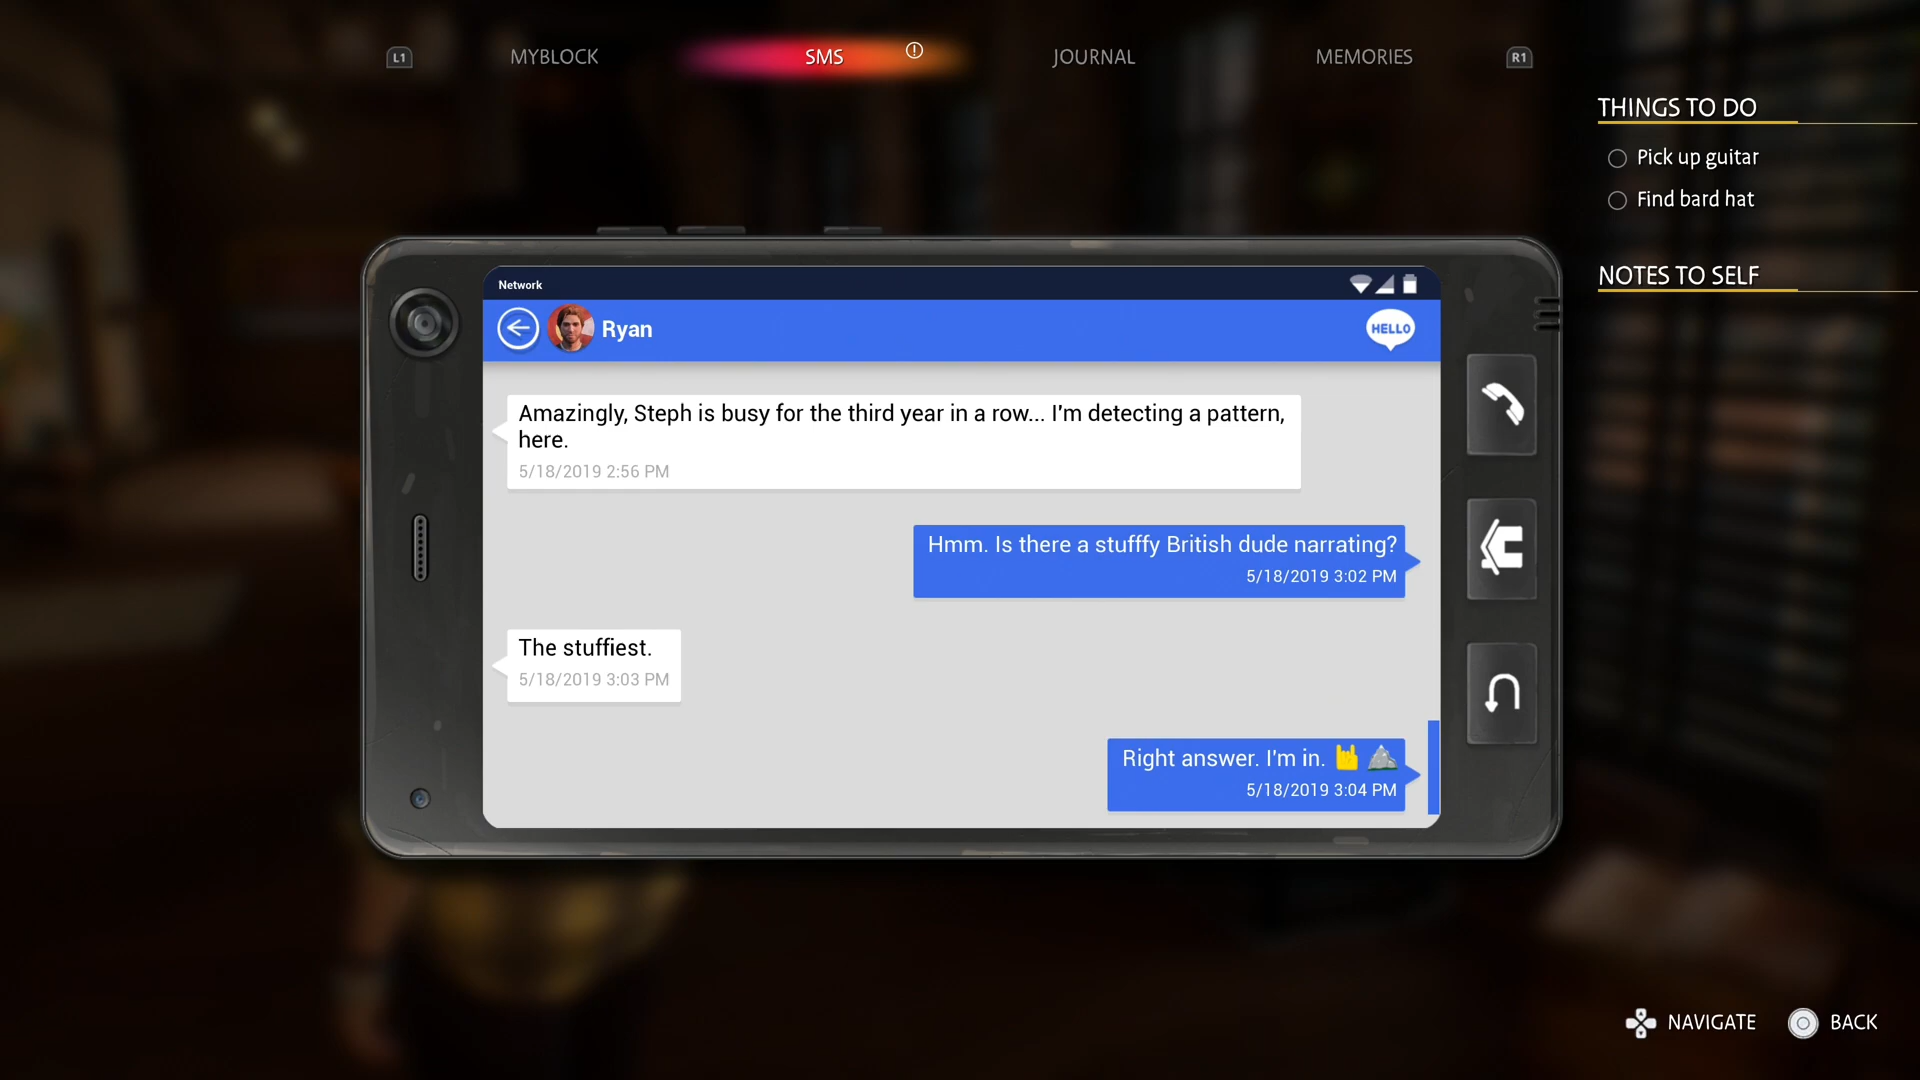 L1
MYBLOCK
SMS
JOURNAL
MEMORIES
R1
THINGS TO DO
Pick up guitar
Find bard hat
NOTES TO SELF
Network
Ryan
HELLO
Amazingly, Steph is busy for the third year in a row... I'm detecting a pattern,
here.
5/18/2019 2:56 PM
Hmm. Is there a stufffy British dude narrating?
5/18/2019 3:02 PM
The stuffiest.
5/18/2019 3:03 PM
Right answer. I'm in. 🤘 ⛰️
5/18/2019 3:04 PM
NAVIGATE
BACK